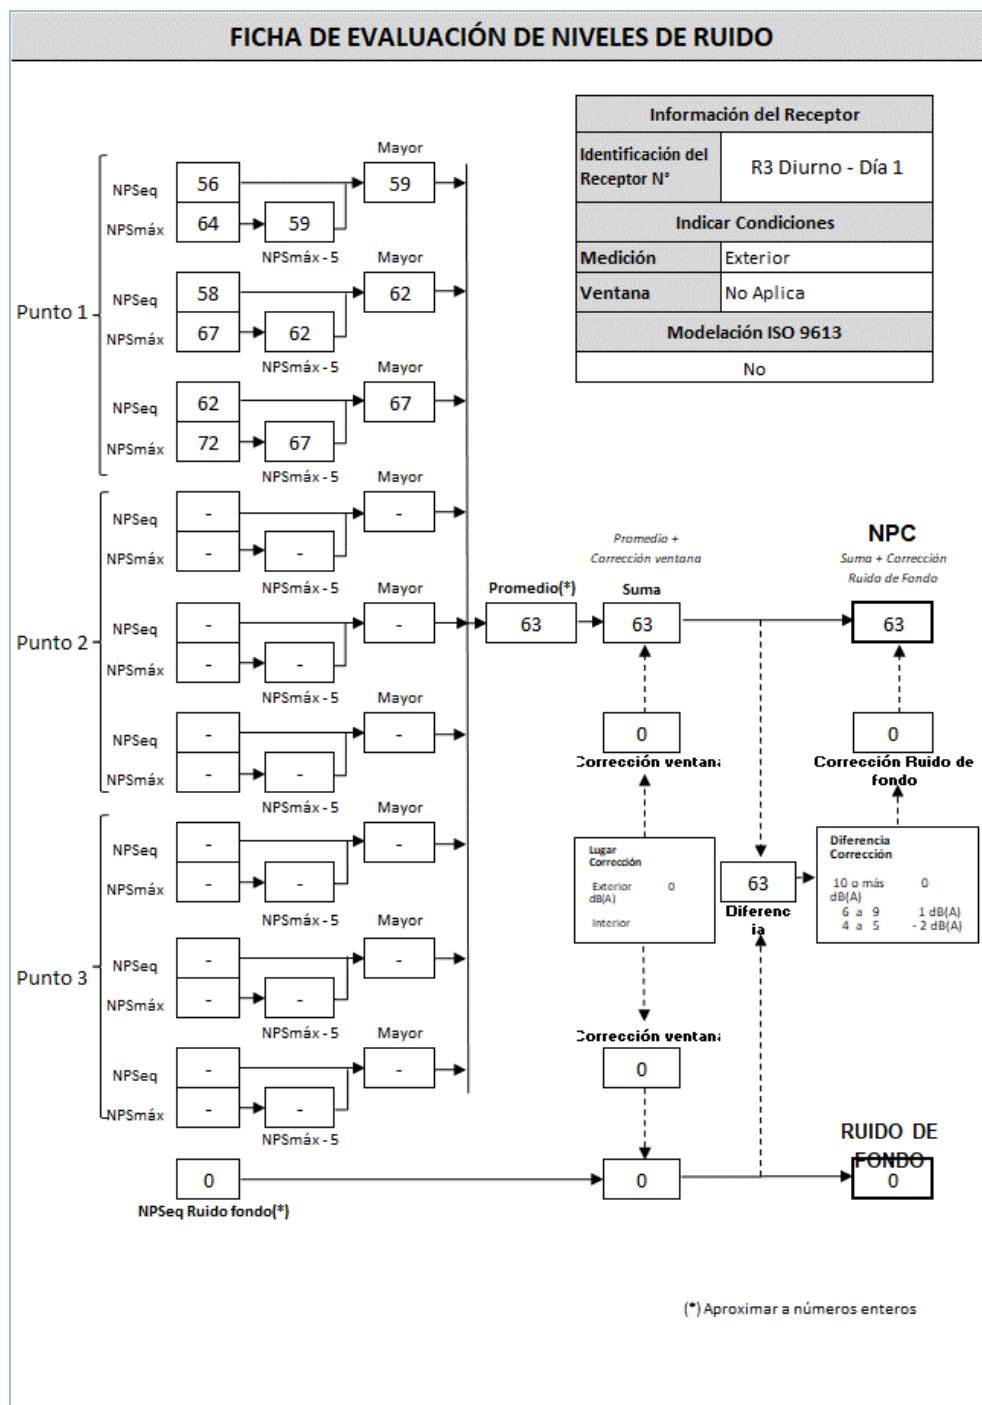 FICHA DE EVALUACIÓN DE NIVELES DE RUIDO
Información del Receptor
Identificación del
Receptor N°
R3 Diurno - Día 1
Indicar Condiciones
Medición
Exterior
Ventana
No Aplica
Modelación ISO 9613
No
Punto 1
Mayor
NPSeq
56
59
NPSmáx
64
59
NPSmáx - 5
Mayor
NPSeq
58
62
NPSmáx
67
62
NPSmáx - 5
Mayor
NPSeq
62
67
NPSmáx
72
67
NPSmáx - 5
Punto 2
Mayor
NPSeq
-
-
NPSmáx
-
-
NPSmáx - 5
Mayor
NPSeq
-
-
NPSmáx
-
-
NPSmáx - 5
Mayor
NPSeq
-
-
NPSmáx
-
-
NPSmáx - 5
Punto 3
Mayor
NPSeq
-
-
NPSmáx
-
-
NPSmáx - 5
Mayor
NPSeq
-
-
NPSmáx
-
-
NPSmáx - 5
Mayor
NPSeq
-
-
NPSmáx
-
-
NPSmáx - 5
Promedio(*)
63
Promedio +
Corrección ventana
Suma
63
NPC
Suma + Corrección
Ruido de Fondo
63
0
Corrección ventana
0
Corrección Ruido de
fondo
Lugar
Corrección
Exterior 0
dB(A)
Interior
63
Diferenc
ia
Diferencia
Corrección
10 o más 0
dB(A)
6 a 9 1 dB(A)
4 a 5 - 2 dB(A)
Corrección ventana
0
0
NPSeq Ruido fondo(*)
0
RUIDO DE
FONDO
0
(*) Aproximar a números enteros